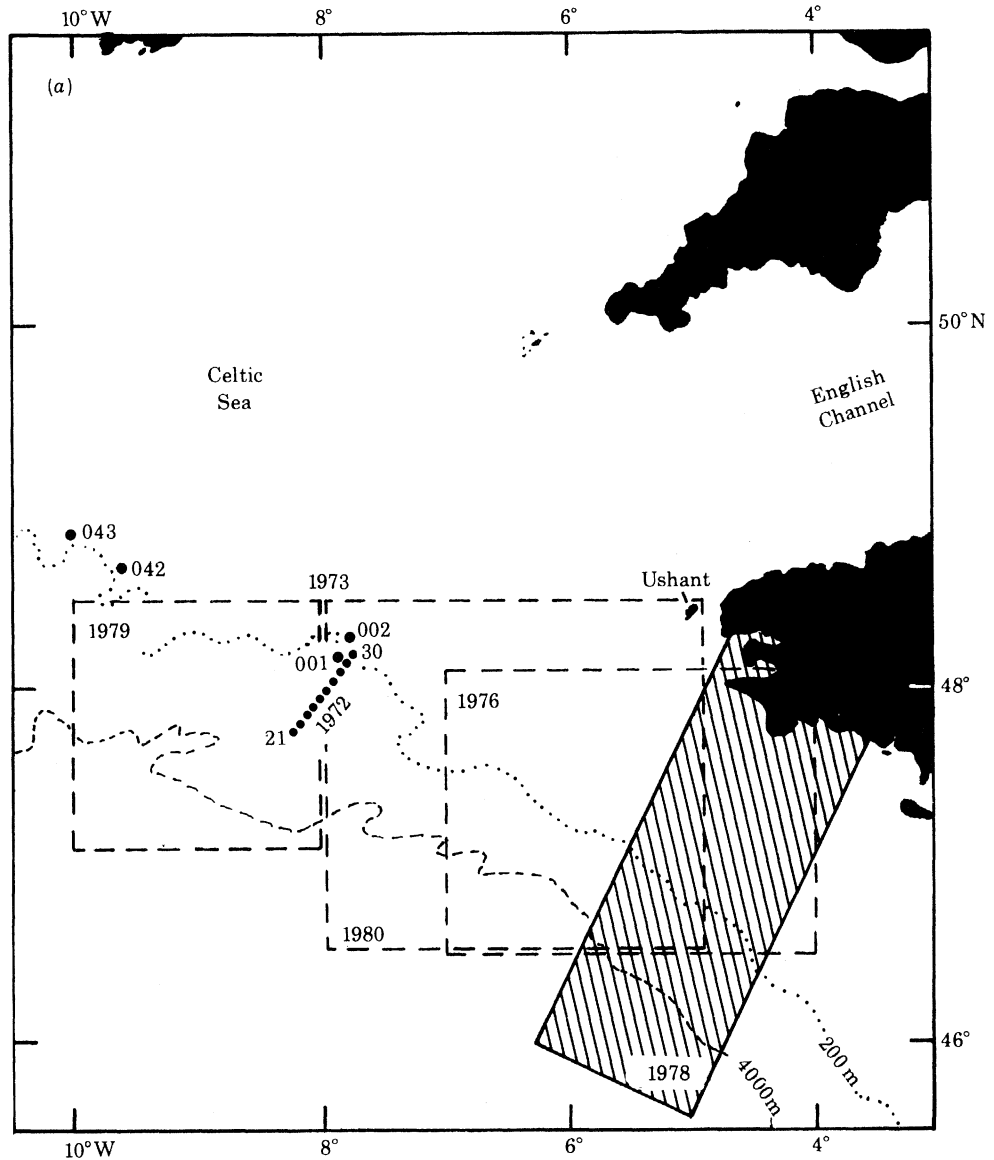 10° W 8° 6° 4°
(a)
50° N
Celtic
Sea
English
Channel
043
042
1973
Ushant
1979
002
001 30
48°
1976
1972
21
1980
46°
200 m
1978
4000m
10° W 8° 6° 4°